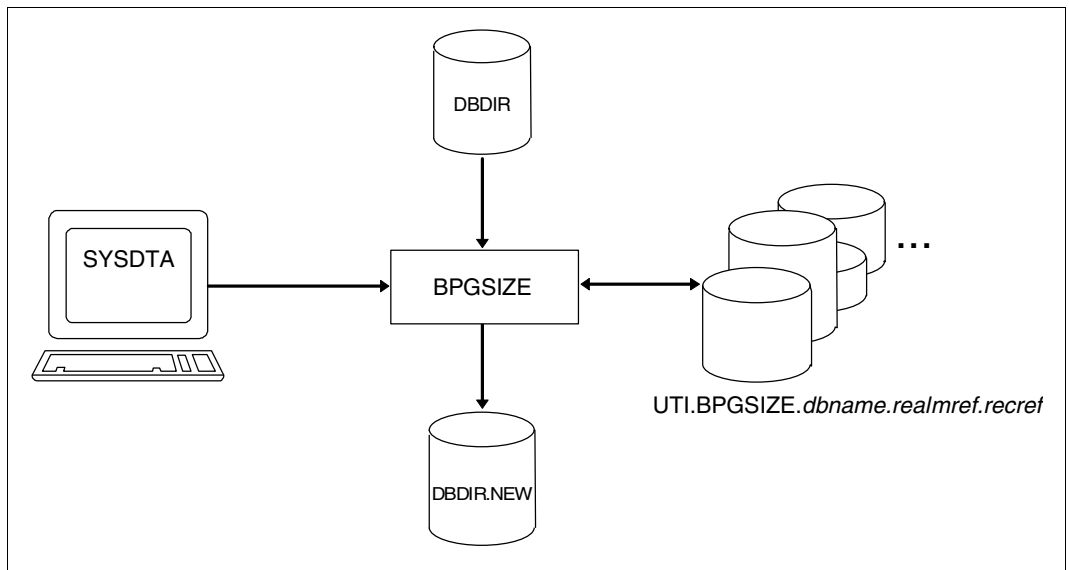 DBDIR
SYSDTA
...
BPGSIZE
UTI.BPGSIZE.dbname.realmref.recref
DBDIR.NEW